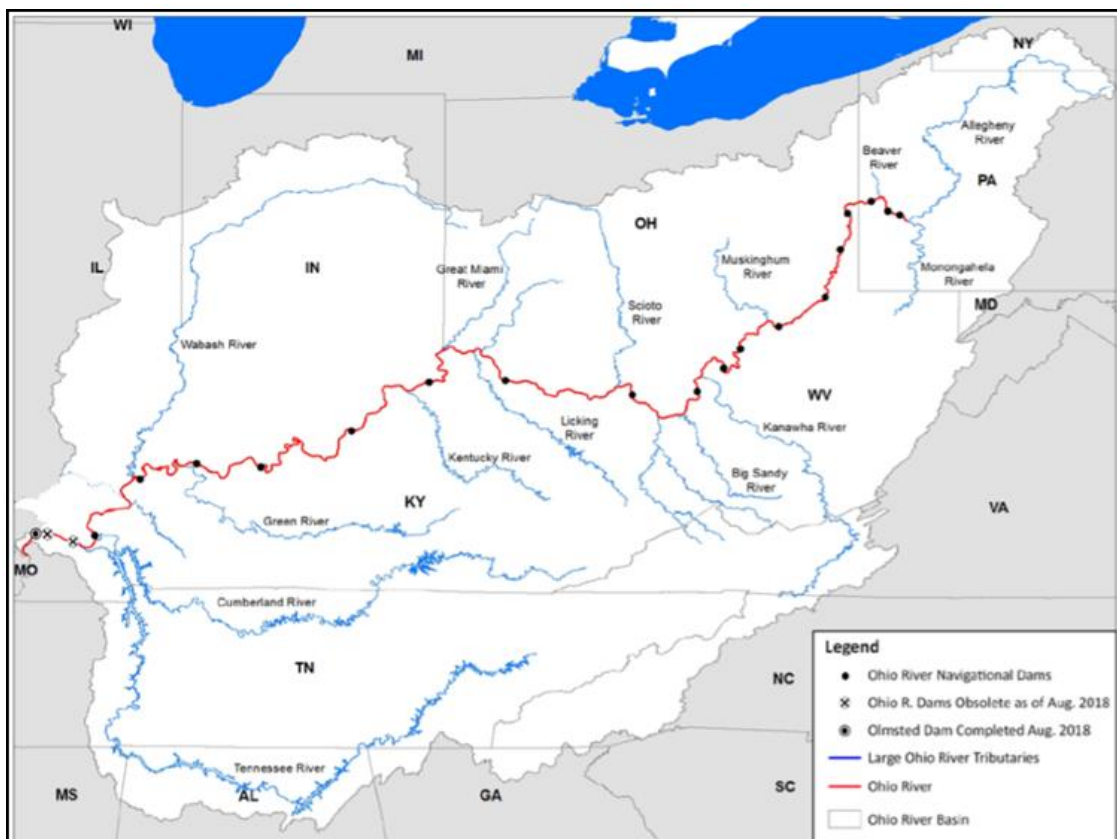 WI
MI
NY
Allegheny
River
Beaver
River
PA
OH
IL
IN
Great Miami
River
Muskinghum
River
Monongahela
River
MD
Scioto
River
Wabash River
WV
Licking
River
Kanawha River
Kentucky River
Big Sandy
River
KY
VA
Green River
MO
Cumberland River
TN
NC
Tennessee River
MS
AL
GA
SC
Legend
Ohio River Navigational Dams
Ohio R. Dams Obsolete as of Aug. 2018
Olmsted Dam Completed Aug. 2018
Large Ohio River Tributaries
Ohio River
Ohio River Basin